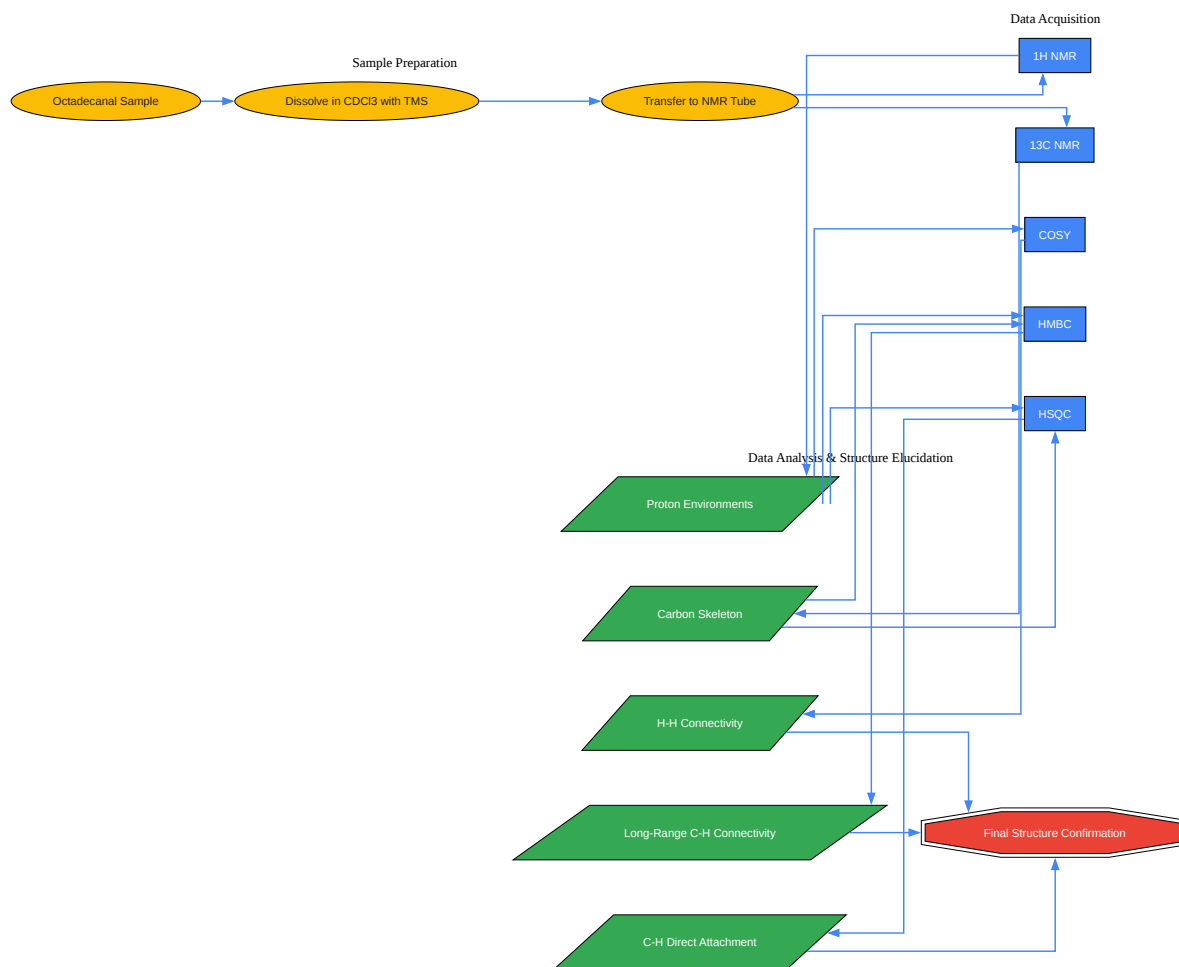 Data Acquisition
1H NMR
Sample Preparation
Octadecanal Sample
Dissolve in CDCl3 with TMS
Transfer to NMR Tube
13C NMR
COSY
HMBC
HSQC
Data Analysis & Structure Elucidation
Proton Environments
Carbon Skeleton
H-H Connectivity
Long-Range C-H Connectivity
Final Structure Confirmation
C-H Direct Attachment